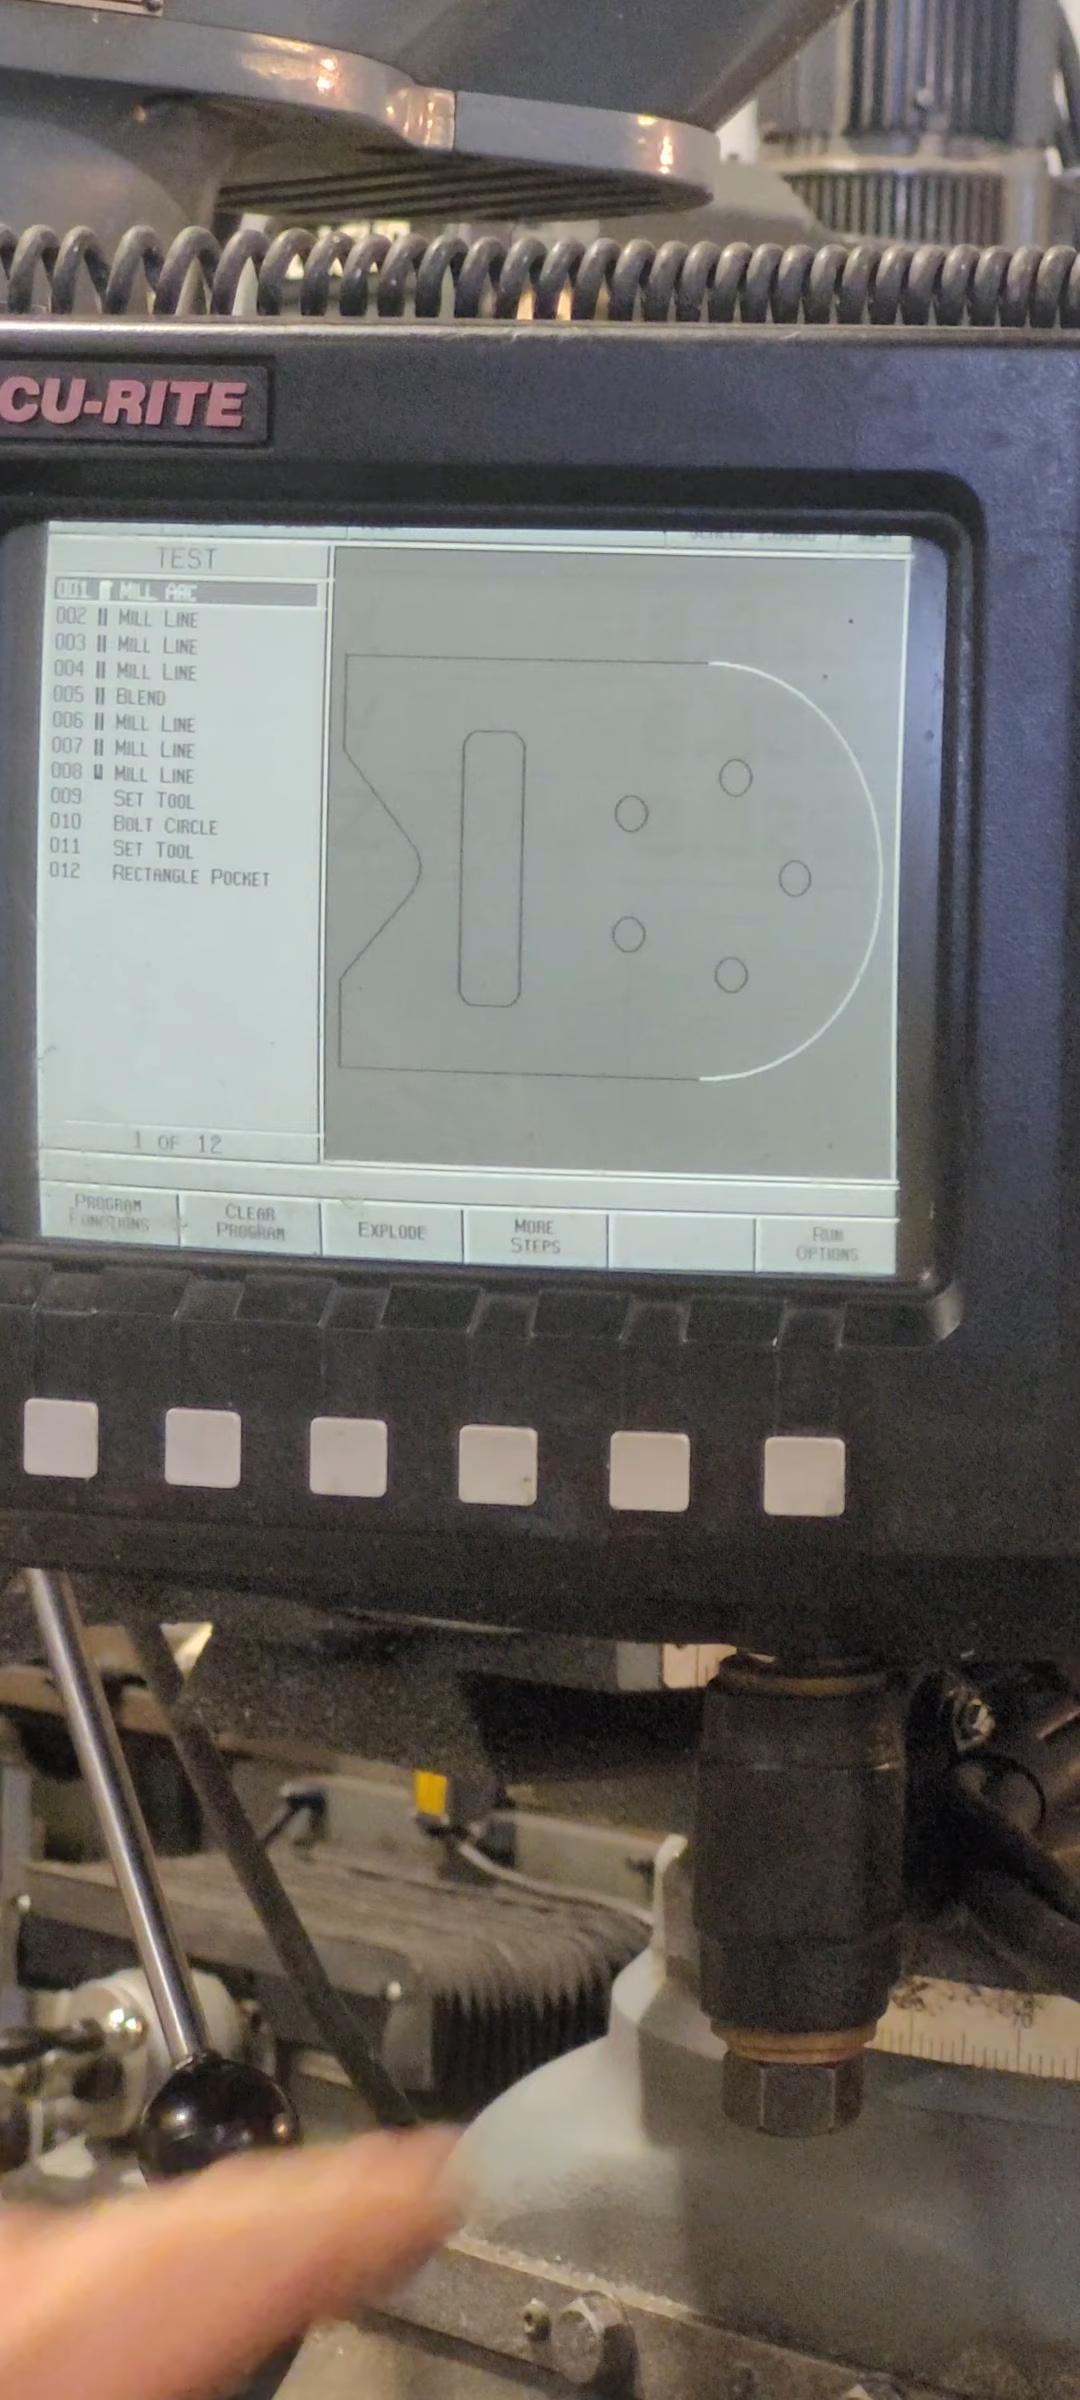 CU-RITE
TEST
001 MILL ARC
002 MILL LINE
003 MILL LINE
004 MILL LINE
005 BLEND
006 MILL LINE
007 MILL LINE
008 MILL LINE
009 SET TOOL
010 BOLT CIRCLE
011 SET TOOL
012 RECTANGLE POCKET
1 OF 12
PROGRAM
FUNCTIONS
CLEAR
PROGRAM
EXPLODE
MORE
STEPS
RUN
OPTIONS
70